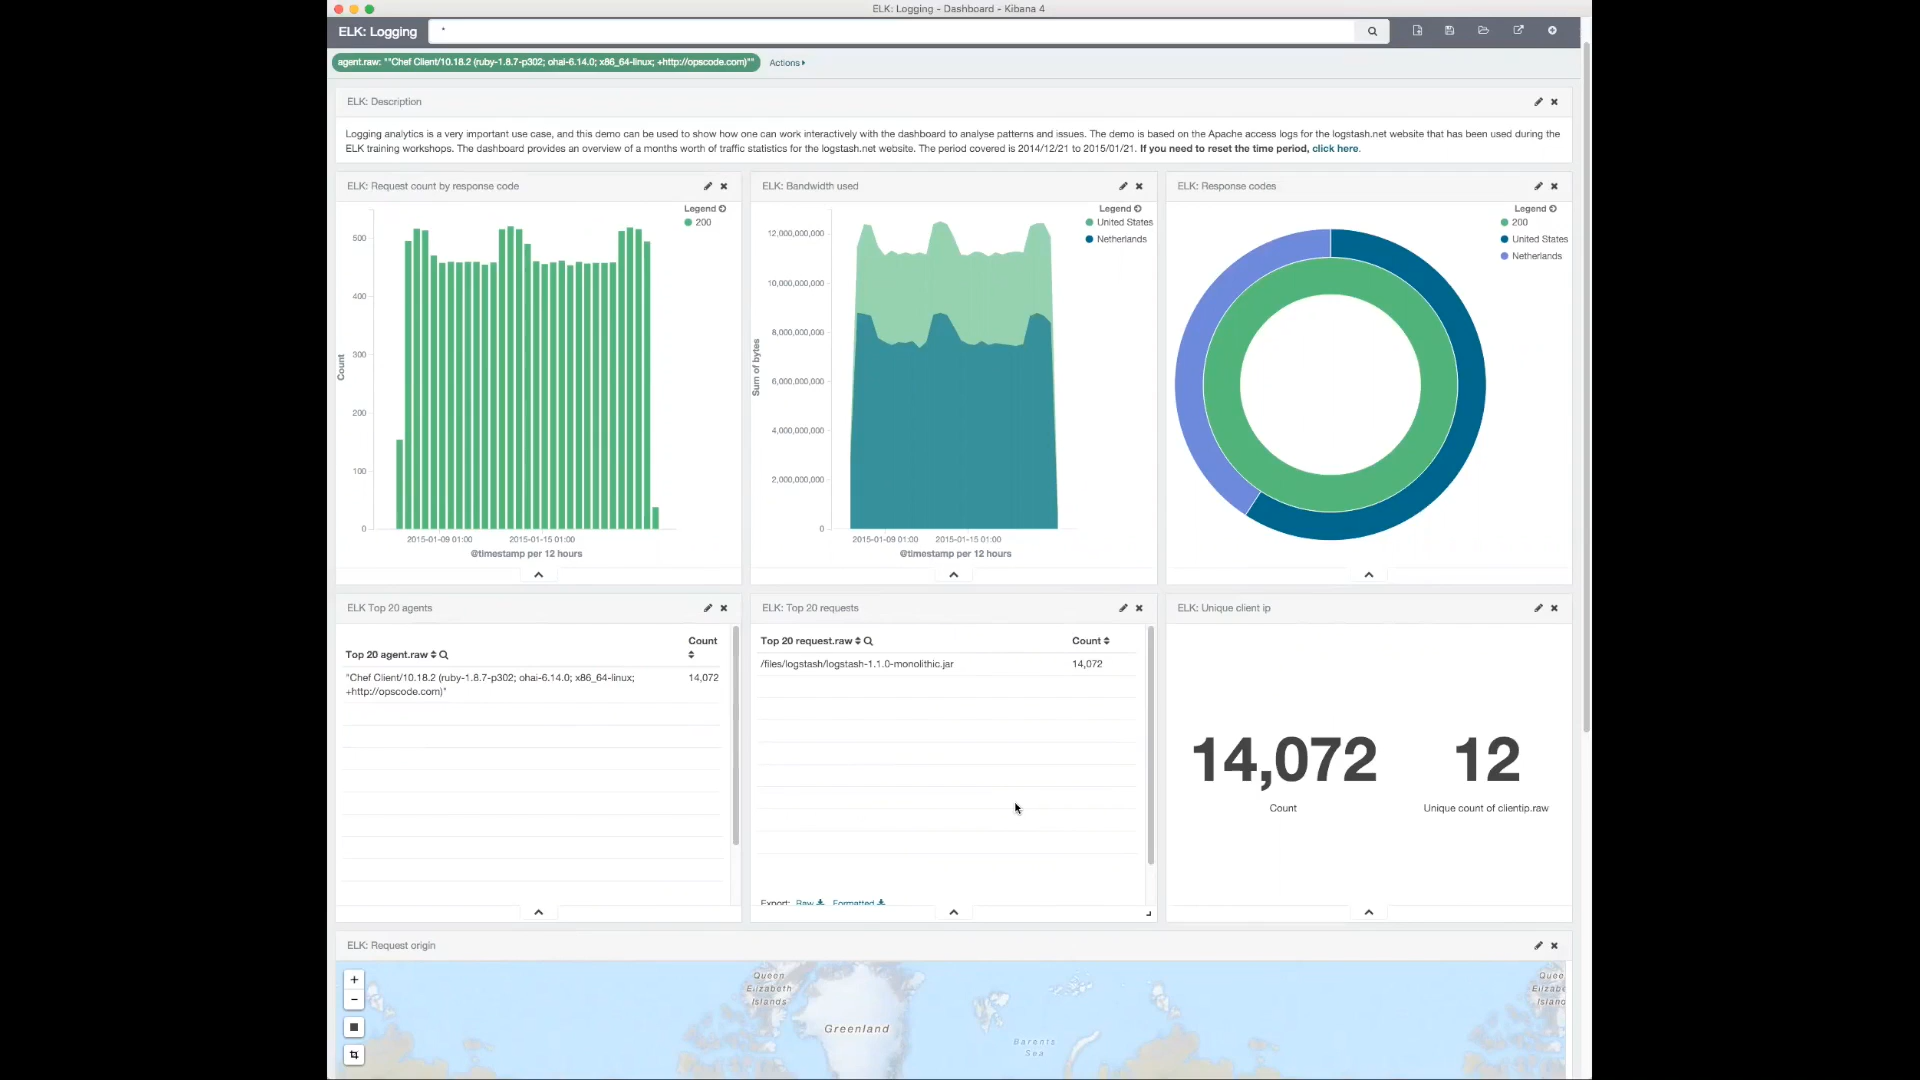 ELK: Logging - Dashboard - Kibana 4
ELK: Logging
*
agent.raw: ""Chef Client/10.18.2 (ruby-1.8.7-p302; ohai-6.14.0; x86_64-linux; +http://opscode.com)""
Actions
ELK: Description
Logging analytics is a very important use case, and this demo can be used to show how one can work interactively with the dashboard to analyse patterns and issues. The demo is based on the Apache access logs for the logstash.net website that has been used during the
ELK training workshops. The dashboard provides an overview of a months worth of traffic statistics for the logstash.net website. The period covered is 2014/12/21 to 2015/01/21. If you need to reset the time period, click here.
ELK: Request count by response code
Legend
200
500
400
300
200
100
0
Count
2015-01-09 01:00
2015-01-15 01:00
@timestamp per 12 hours
ELK: Bandwidth used
Legend
United States
Netherlands
12,000,000,000
10,000,000,000
8,000,000,000
6,000,000,000
4,000,000,000
2,000,000,000
0
Sum of bytes
2015-01-09 01:00
2015-01-15 01:00
@timestamp per 12 hours
ELK: Response codes
Legend
200
United States
Netherlands
ELK Top 20 agents
Top 20 agent.raw
Count
"Chef Client/10.18.2 (ruby-1.8.7-p302; ohai-6.14.0; x86_64-linux;
+http://opscode.com)"
14,072
ELK: Top 20 requests
Top 20 request.raw
Count
/files/logstash/logstash-1.1.0-monolithic.jar
14,072
Export: Raw Formatted
ELK: Unique client ip
14,072
Count
12
Unique count of clientip.raw
ELK: Request origin
+
−
Queen
Elizabeth
Islands
Greenland
Barents
Sea
Quee
Elizabe
Island